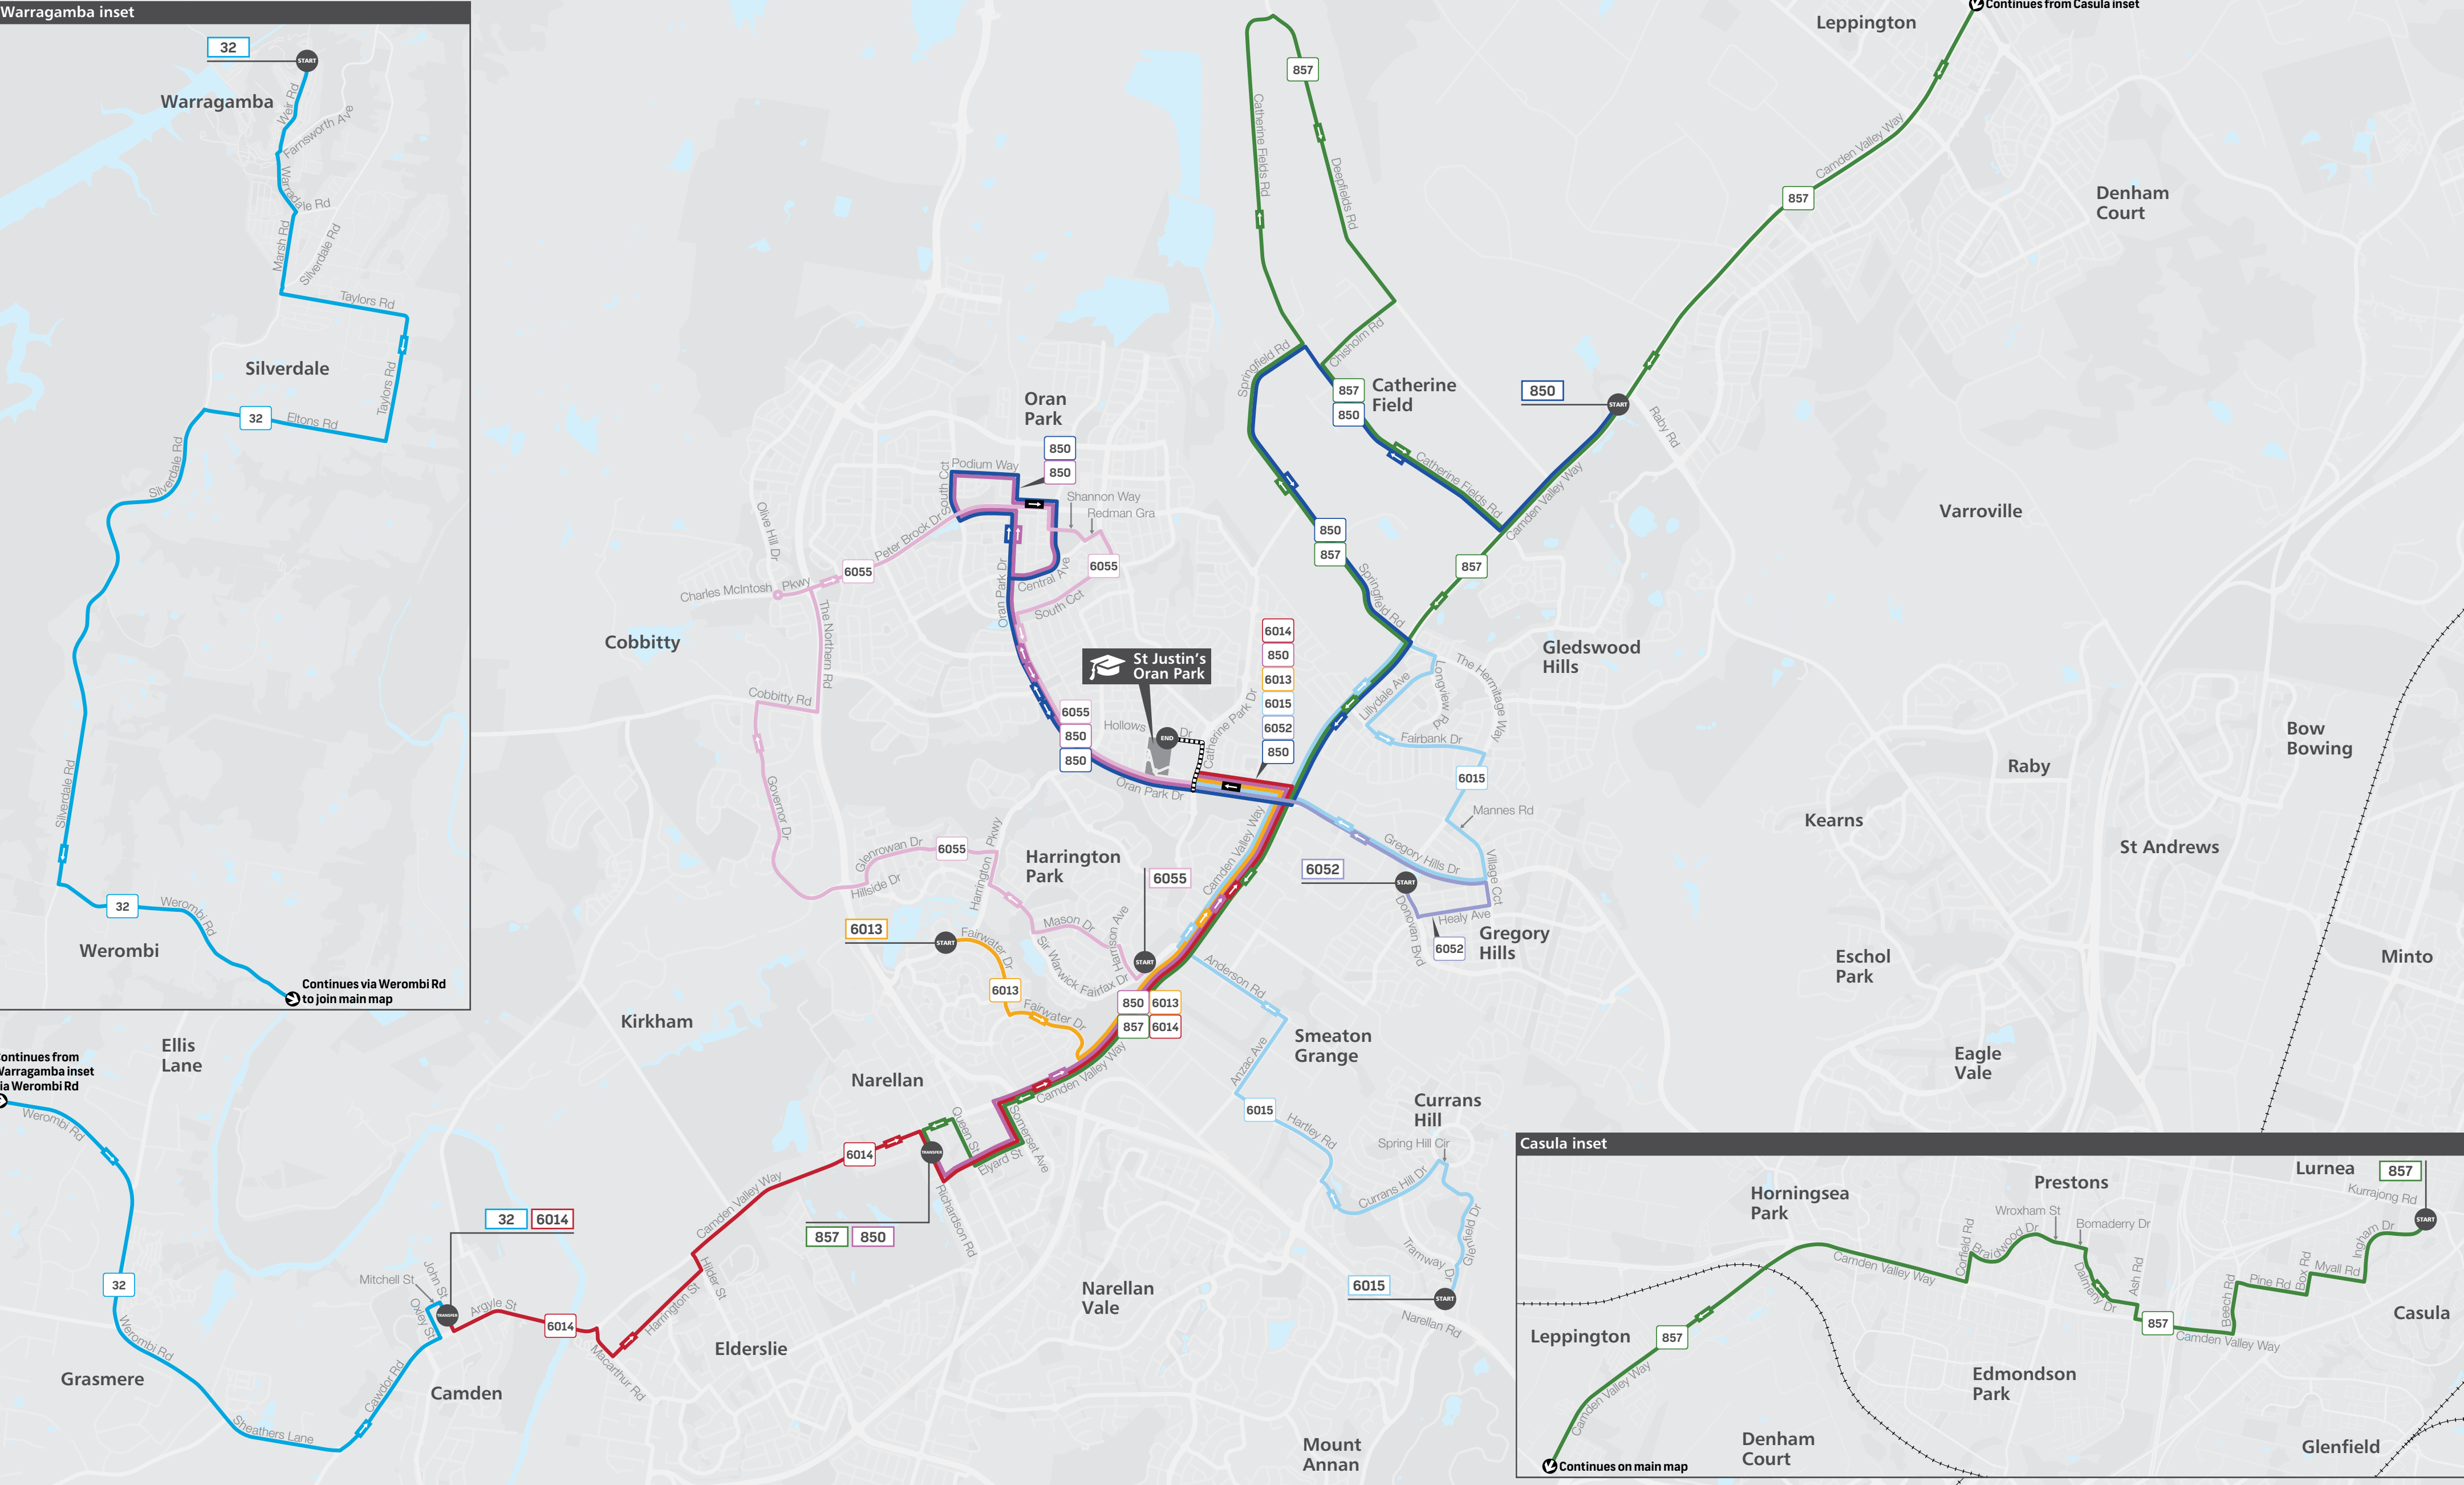 Warragamba inset
32
START
Warragamba
Weir Rd
Farnsworth Ave
Warradale Rd
Marsh Rd
Silverdale Rd
Taylors Rd
Silverdale
Taylors Rd
32
Eltons Rd
Silverdale Rd
Silverdale Rd
32
Werombi Rd
Werombi
Continues via Werombi Rd
to join main map
Continues from Casula inset
Leppington
857
Catherine Fields Rd
Deepfields Rd
Camden Valley Way
857
Denham
Court
Springfield Rd
Chisholm Rd
857
850
Catherine
Field
850
START
Raby Rd
Catherine Fields Rd
Camden Valley Way
Varroville
Oran
Park
850
850
Podium Way
South Cct
Shannon Way
Redman Gra
Peter Brock Dr
Olive Hill Dr
6055
Charles McIntosh Pkwy
Oran Park Dr
Central Ave
6055
South Cct
The Northern Rd
Cobbitty
Cobbitty Rd
Governor Dr
850
857
Springfield Rd
857
St Justin's
Oran Park
6014
850
6013
6015
6052
850
6055
850
850
Hollows
END
Dr
Catherine Park Dr
Oran Park Dr
Gledswood
Hills
Longview Rd
The Hermitage Way
Lillydale Ave
Fairbank Dr
6015
Mannes Rd
Village Cct
Gregory Hills Dr
6052
START
Donovan Bvd
Healy Ave
6052
Gregory
Hills
Bow
Bowing
Raby
Kearns
St Andrews
Eschol
Park
Minto
Eagle
Vale
Glenrowan Dr
6055
Hillside Dr
Harrington Pkwy
Harrington
Park
6055
START
Mason Dr
Harrison Ave
Sir Warwick Fairfax Dr
Camden Valley Way
6013
START
Fairwater Dr
6013
Fairwater Dr
850 6013
857 6014
Kirkham
Narellan
Camden Valley Way
Anderson Rd
Smeaton
Grange
Anzac Ave
6015
Hartley Rd
Currans
Hill
Spring Hill Cir
Currans Hill Dr
Glenfield Dr
Tramway Dr
6015
START
Narellan Rd
Queen St
Somerset Ave
Elyard St
TRANSFER
Richardson Rd
857 850
6014
Camden Valley Way
Hilder St
Harrington St
Macarthur Rd
Elderslie
Narellan
Vale
Mount
Annan
Ellis
Lane
ontinues from
Warragamba inset
ia Werombi Rd
Werombi Rd
32
Werombi Rd
Grasmere
Sheathers Lane
Cawdor Rd
Camden
32 6014
Mitchell St
John St
Oxley St
TRANSFER
Argyle St
6014
Casula inset
Lurnea
857
Kurrajong Rd
START
Ingham Dr
Prestons
Horningsea
Park
Wroxham St
Bomaderry Dr
Corfield Rd
Braidwood Dr
Camden Valley Way
Dalmeny Dr
Ash Rd
857
Camden Valley Way
Beech Rd
Pine Rd
Box Rd
Myall Rd
Casula
Leppington
857
Camden Valley Way
Edmondson
Park
Denham
Court
Glenfield
Continues on main map